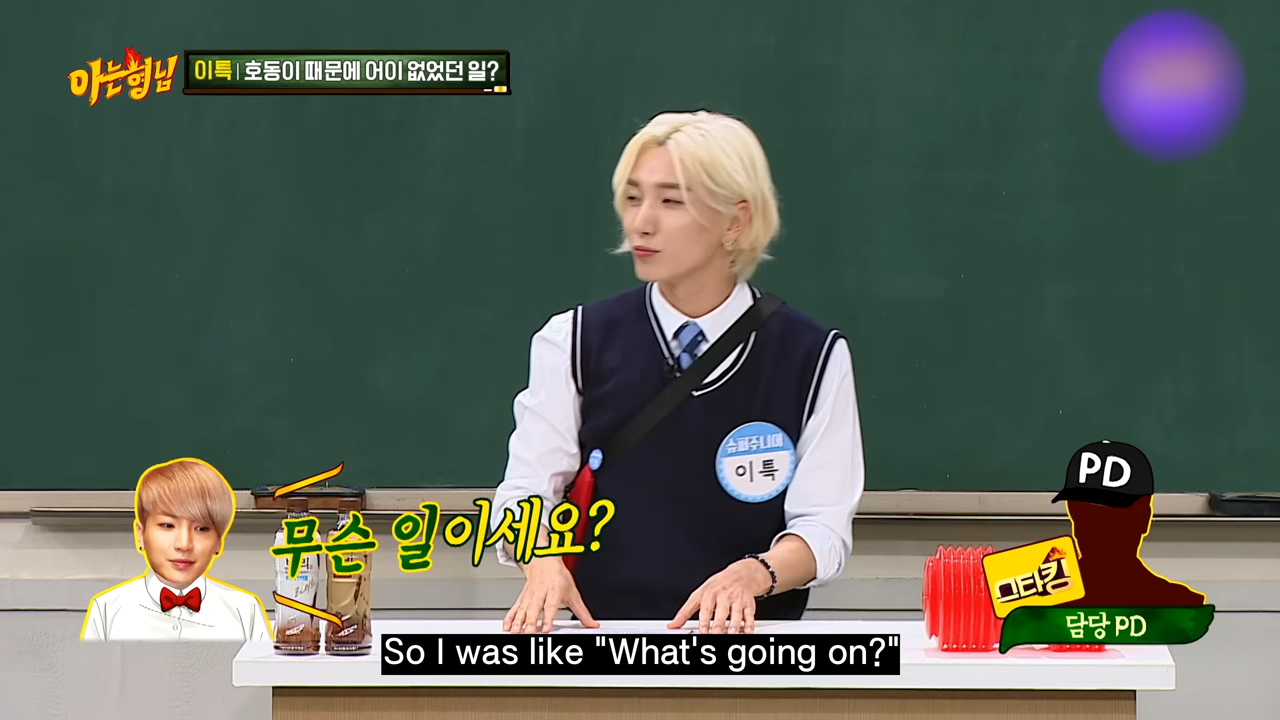 아는형님
이특 | 호동이 때문에 어이 없었던 일?
슈퍼주니어
이특
무슨 일이세요?
PD
스타킹
담당 PD
So I was like "What's going on?"